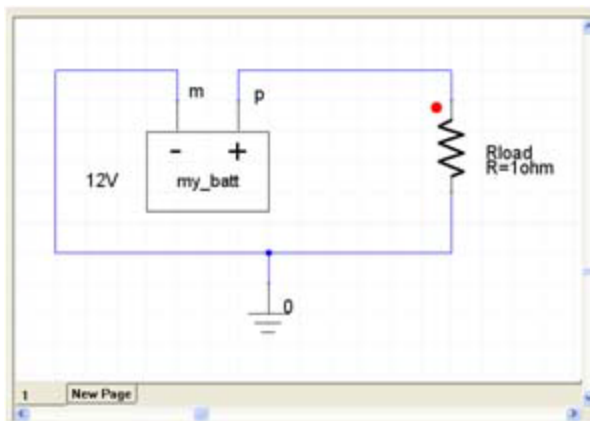 m p
- +
12V my_batt
Rload
R=1ohm
0
1 New Page